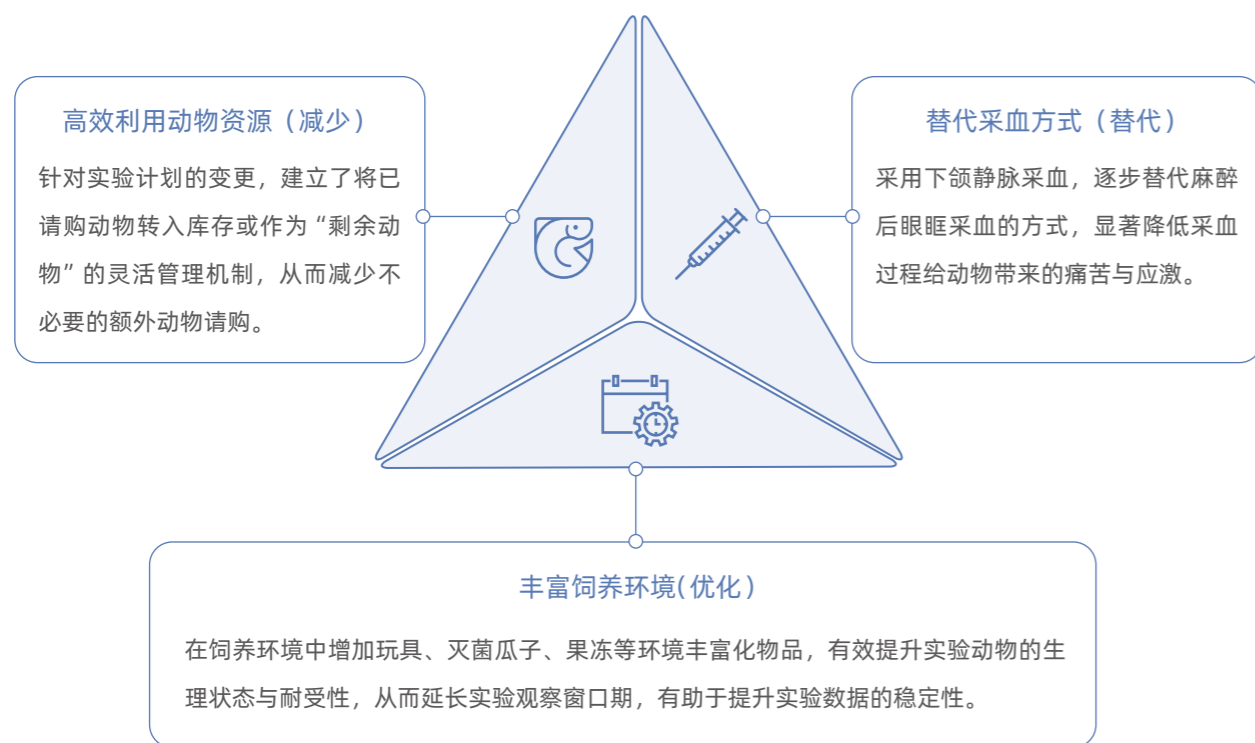 高效利用动物资源（减少）
针对实验计划的变更，建立了将已
请购动物转入库存或作为“剩余动
物”的灵活管理机制，从而减少不
必要的额外动物请购。
替代采血方式（替代）
采用下颌静脉采血，逐步替代麻醉
后眼眶采血的方式，显著降低采血
过程给动物带来的痛苦与应激。
丰富饲养环境(优化）
在饲养环境中增加玩具、灭菌瓜子、果冻等环境丰富化物品，有效提升实验动物的生
理状态与耐受性，从而延长实验观察窗口期，有助于提升实验数据的稳定性。